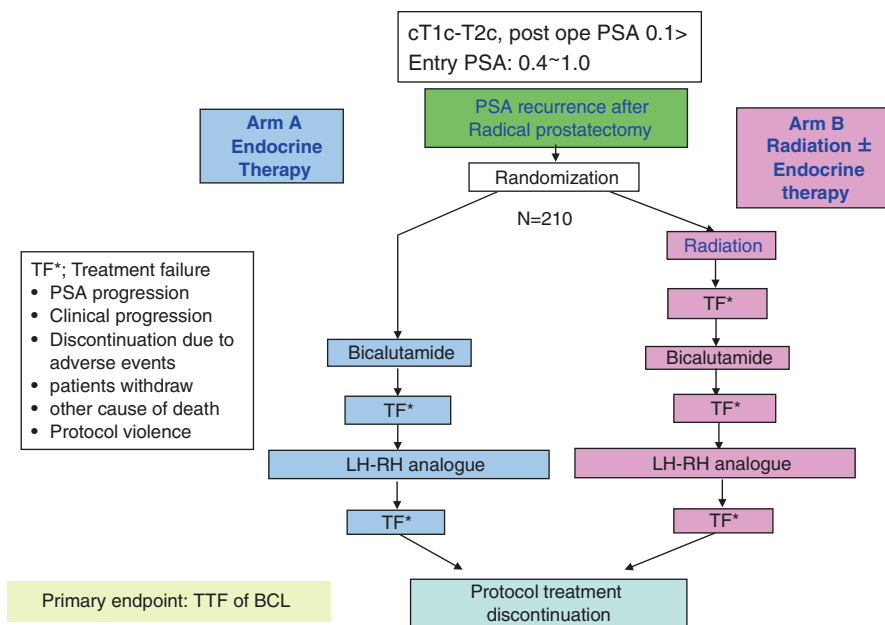 cT1c-T2c, post ope PSA 0.1>
Entry PSA: 0.4~1.0
PSA recurrence after
Radical prostatectomy
Arm A
Endocrine
Therapy
Arm B
Radiation ±
Endocrine
therapy
Randomization
N=210
Radiation
TF*; Treatment failure
• PSA progression
• Clinical progression
• Discontinuation due to
adverse events
• patients withdraw
• other cause of death
• Protocol violence
TF*
Bicalutamide
Bicalutamide
TF*
TF*
LH-RH analogue
LH-RH analogue
TF*
TF*
Primary endpoint: TTF of BCL
Protocol treatment
discontinuation